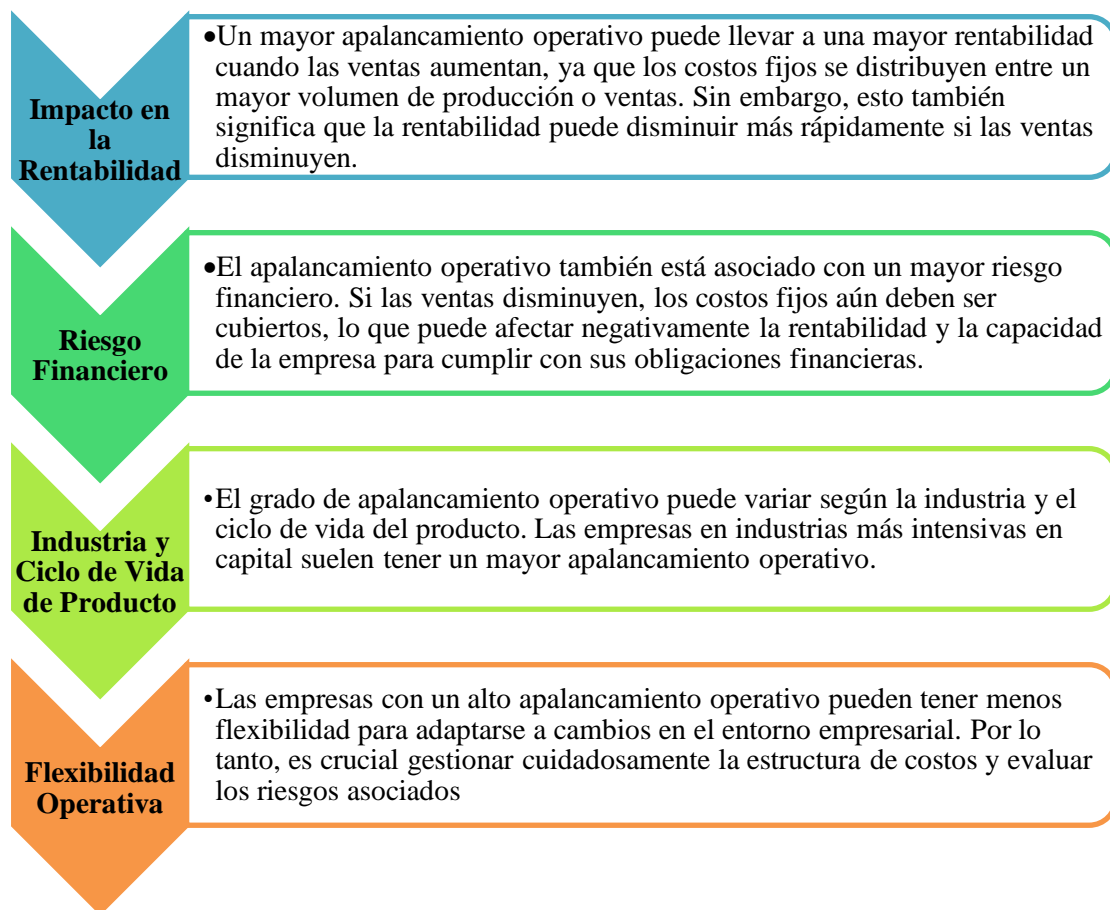 Impacto en
la
Rentabilidad
•Un mayor apalancamiento operativo puede llevar a una mayor rentabilidad
cuando las ventas aumentan, ya que los costos fijos se distribuyen entre un
mayor volumen de producción o ventas. Sin embargo, esto también
significa que la rentabilidad puede disminuir más rápidamente si las ventas
disminuyen.
Riesgo
Financiero
•El apalancamiento operativo también está asociado con un mayor riesgo
financiero. Si las ventas disminuyen, los costos fijos aún deben ser
cubiertos, lo que puede afectar negativamente la rentabilidad y la capacidad
de la empresa para cumplir con sus obligaciones financieras.
Industria y
Ciclo de Vida
de Producto
•El grado de apalancamiento operativo puede variar según la industria y el
ciclo de vida del producto. Las empresas en industrias más intensivas en
capital suelen tener un mayor apalancamiento operativo.
Flexibilidad
Operativa
•Las empresas con un alto apalancamiento operativo pueden tener menos
flexibilidad para adaptarse a cambios en el entorno empresarial. Por lo
tanto, es crucial gestionar cuidadosamente la estructura de costos y evaluar
los riesgos asociados